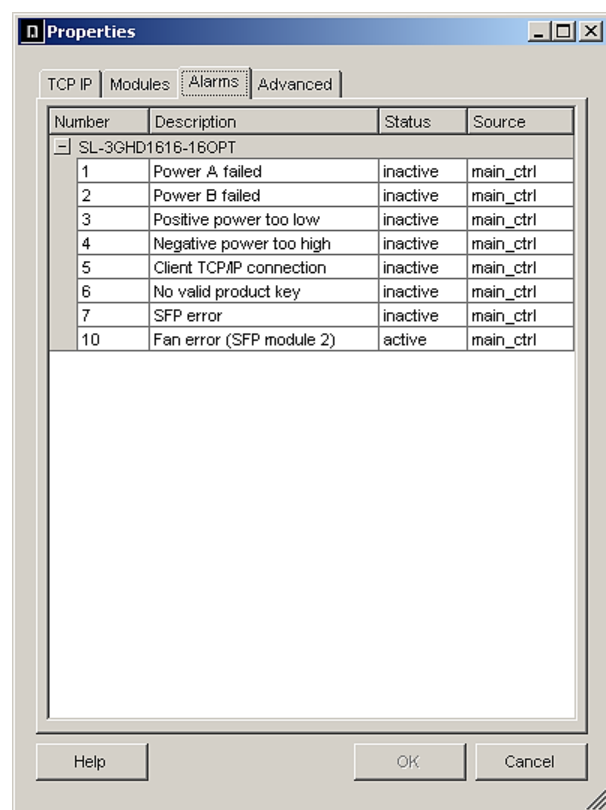 Properties
TCP IP Modules Alarms Advanced
Number Description Status Source
SL-3GHD1616-16OPT
1 Power A failed inactive main_ctrl
2 Power B failed inactive main_ctrl
3 Positive power too low inactive main_ctrl
4 Negative power too high inactive main_ctrl
5 Client TCP/IP connection inactive main_ctrl
6 No valid product key inactive main_ctrl
7 SFP error inactive main_ctrl
10 Fan error (SFP module 2) active main_ctrl
Help OK Cancel